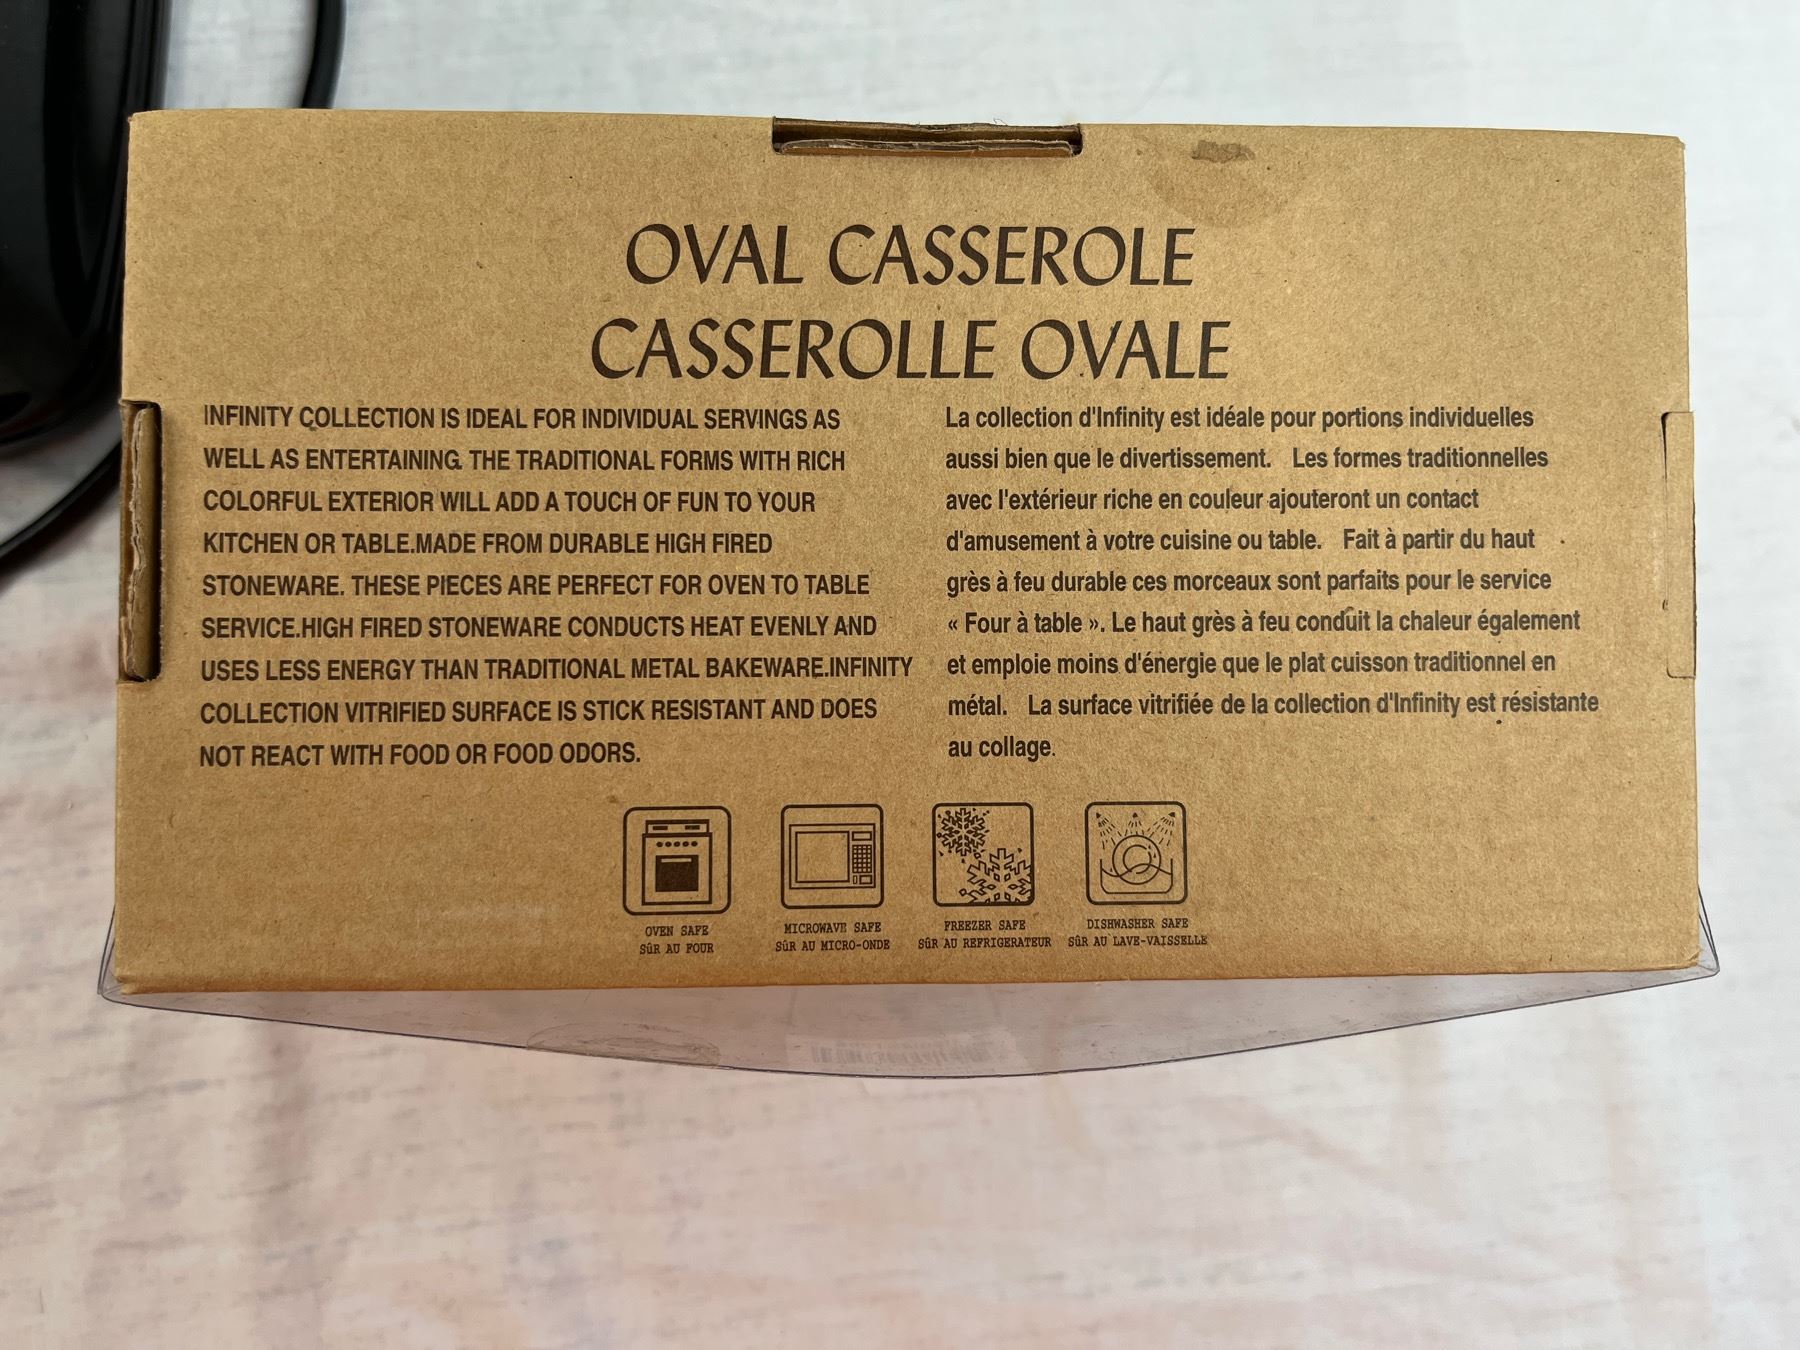 OVAL CASSEROLE
CASSEROLLE OVALE
INFINITY COLLECTION IS IDEAL FOR INDIVIDUAL SERVINGS AS
WELL AS ENTERTAINING. THE TRADITIONAL FORMS WITH RICH
COLORFUL EXTERIOR WILL ADD A TOUCH OF FUN TO YOUR
KITCHEN OR TABLE.MADE FROM DURABLE HIGH FIRED
STONEWARE. THESE PIECES ARE PERFECT FOR OVEN TO TABLE
SERVICE.HIGH FIRED STONEWARE CONDUCTS HEAT EVENLY AND
USES LESS ENERGY THAN TRADITIONAL METAL BAKEWARE.INFINITY
COLLECTION VITRIFIED SURFACE IS STICK RESISTANT AND DOES
NOT REACT WITH FOOD OR FOOD ODORS.
La collection d'Infinity est idéale pour portions individuelles
aussi bien que le divertissement. Les formes traditionnelles
avec l'extérieur riche en couleur ajouteront un contact
d'amusement à votre cuisine ou table. Fait à partir du haut
grès à feu durable ces morceaux sont parfaits pour le service
« Four à table ». Le haut grès à feu conduit la chaleur également
et emploie moins d'énergie que le plat cuisson traditionnel en
métal. La surface vitrifiée de la collection d'Infinity est résistante
au collage.
OVEN SAFE
SÛR AU FOUR
MICROWAVE SAFE
SÛR AU MICRO-ONDE
FREEZER SAFE
SÛR AU REFRIGERATEUR
DISHWASHER SAFE
SÛR AU LAVE-VAISSELLE